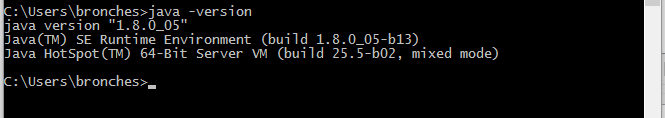 C:\Users\bronches>java -version
java version "1.8.0_05"
Java(TM) SE Runtime Environment (build 1.8.0_05-b13)
Java HotSpot(TM) 64-Bit Server VM (build 25.5-b02, mixed mode)
C:\Users\bronches>_